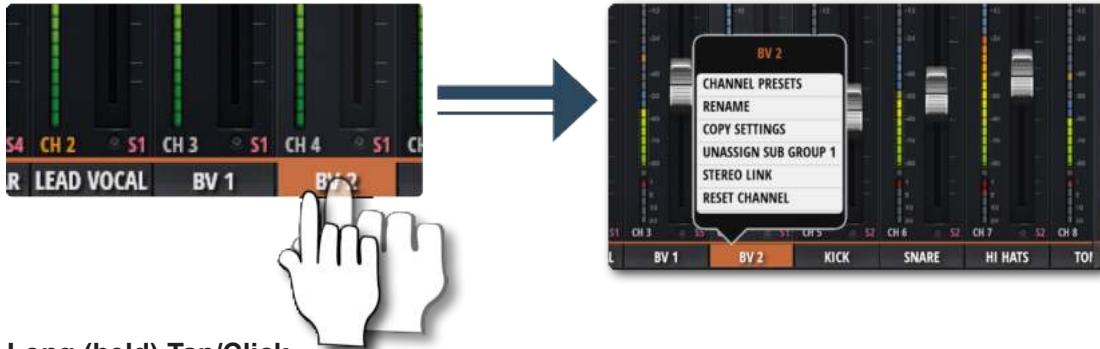 S4 CH 2 S1 CH 3 S1 CH 4 S1 CH
R LEAD VOCAL BV 1 BV 2
BV 2
CHANNEL PRESETS
RENAME
COPY SETTINGS
UNASSIGN SUB GROUP 1
STEREO LINK
RESET CHANNEL
S1 CH 3 S1 CH 5 S2 CH 6 S2 CH 7 S2 CH 8
L BV 1 BV 2 KICK SNARE HI HATS TOM
Long (hold) Tap/Click